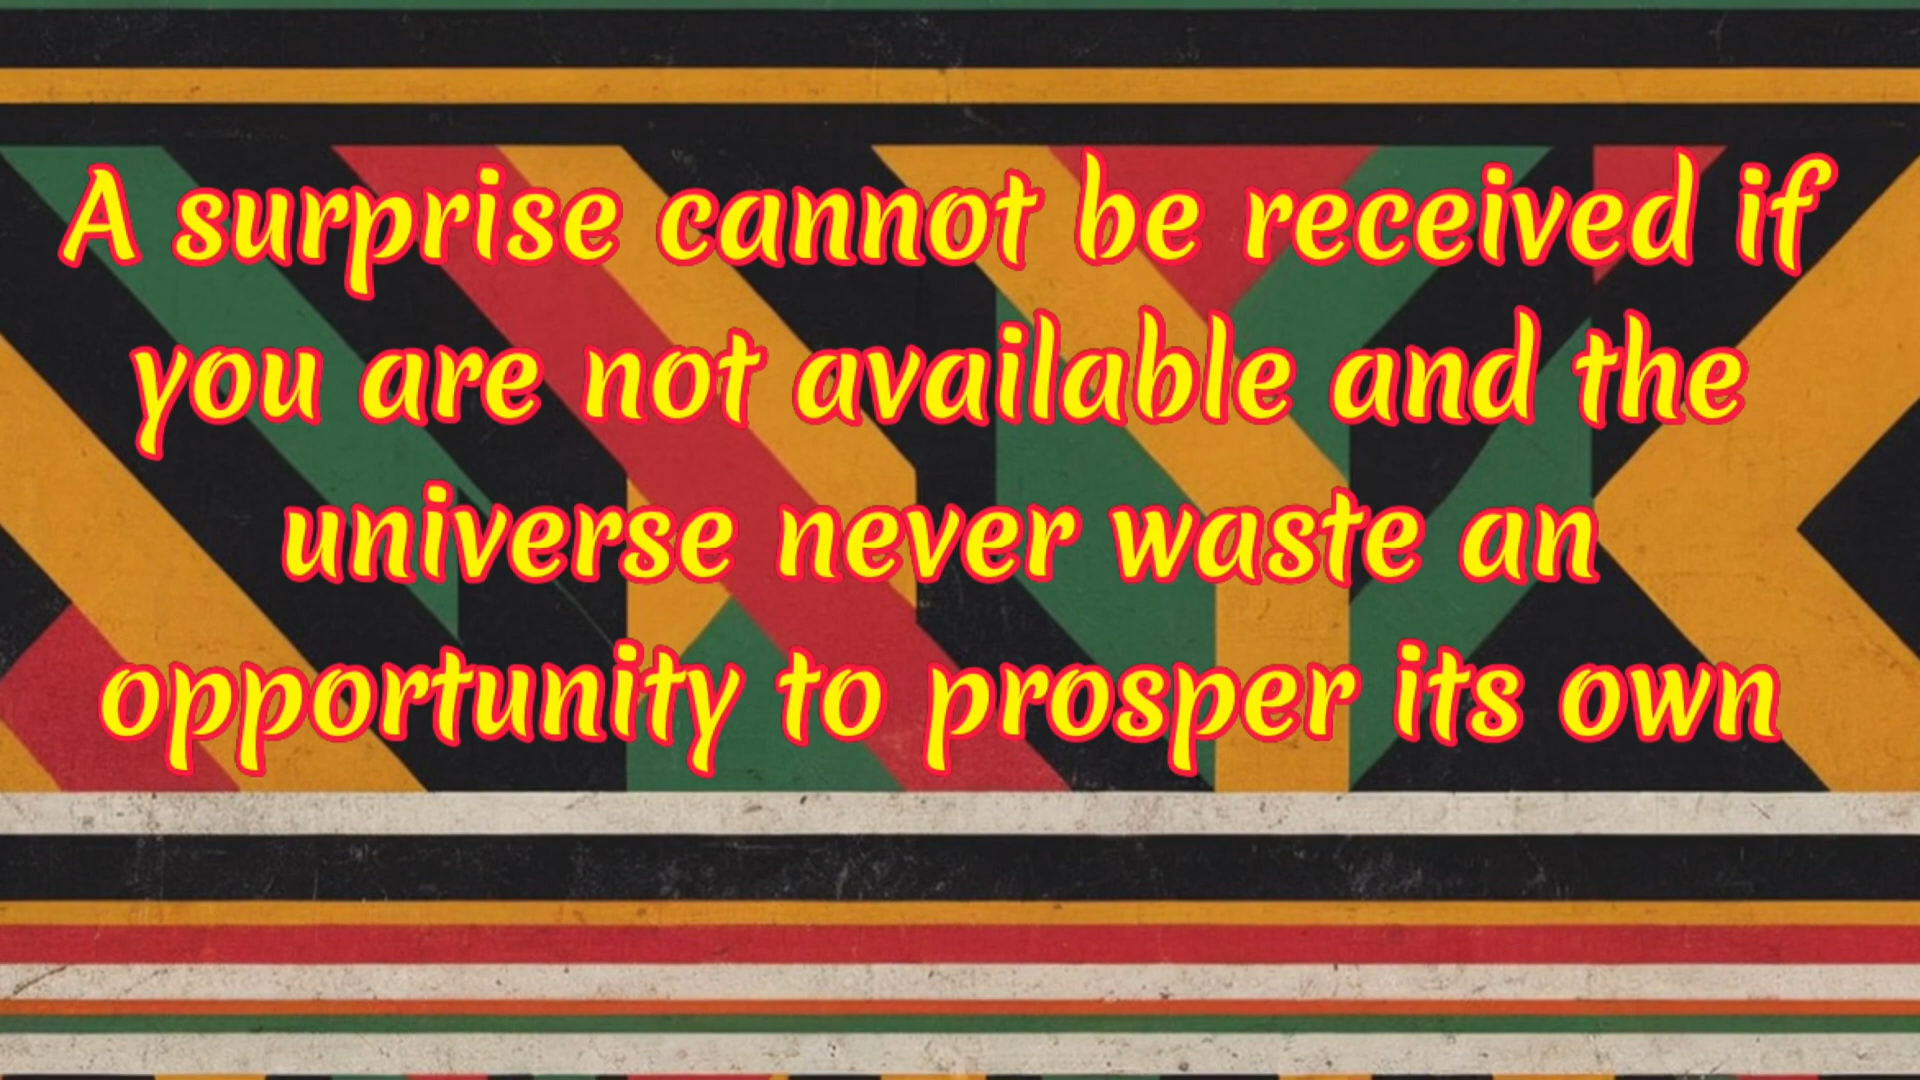 A surprise cannot be received if
you are not available and the
universe never waste an
opportunity to prosper its own